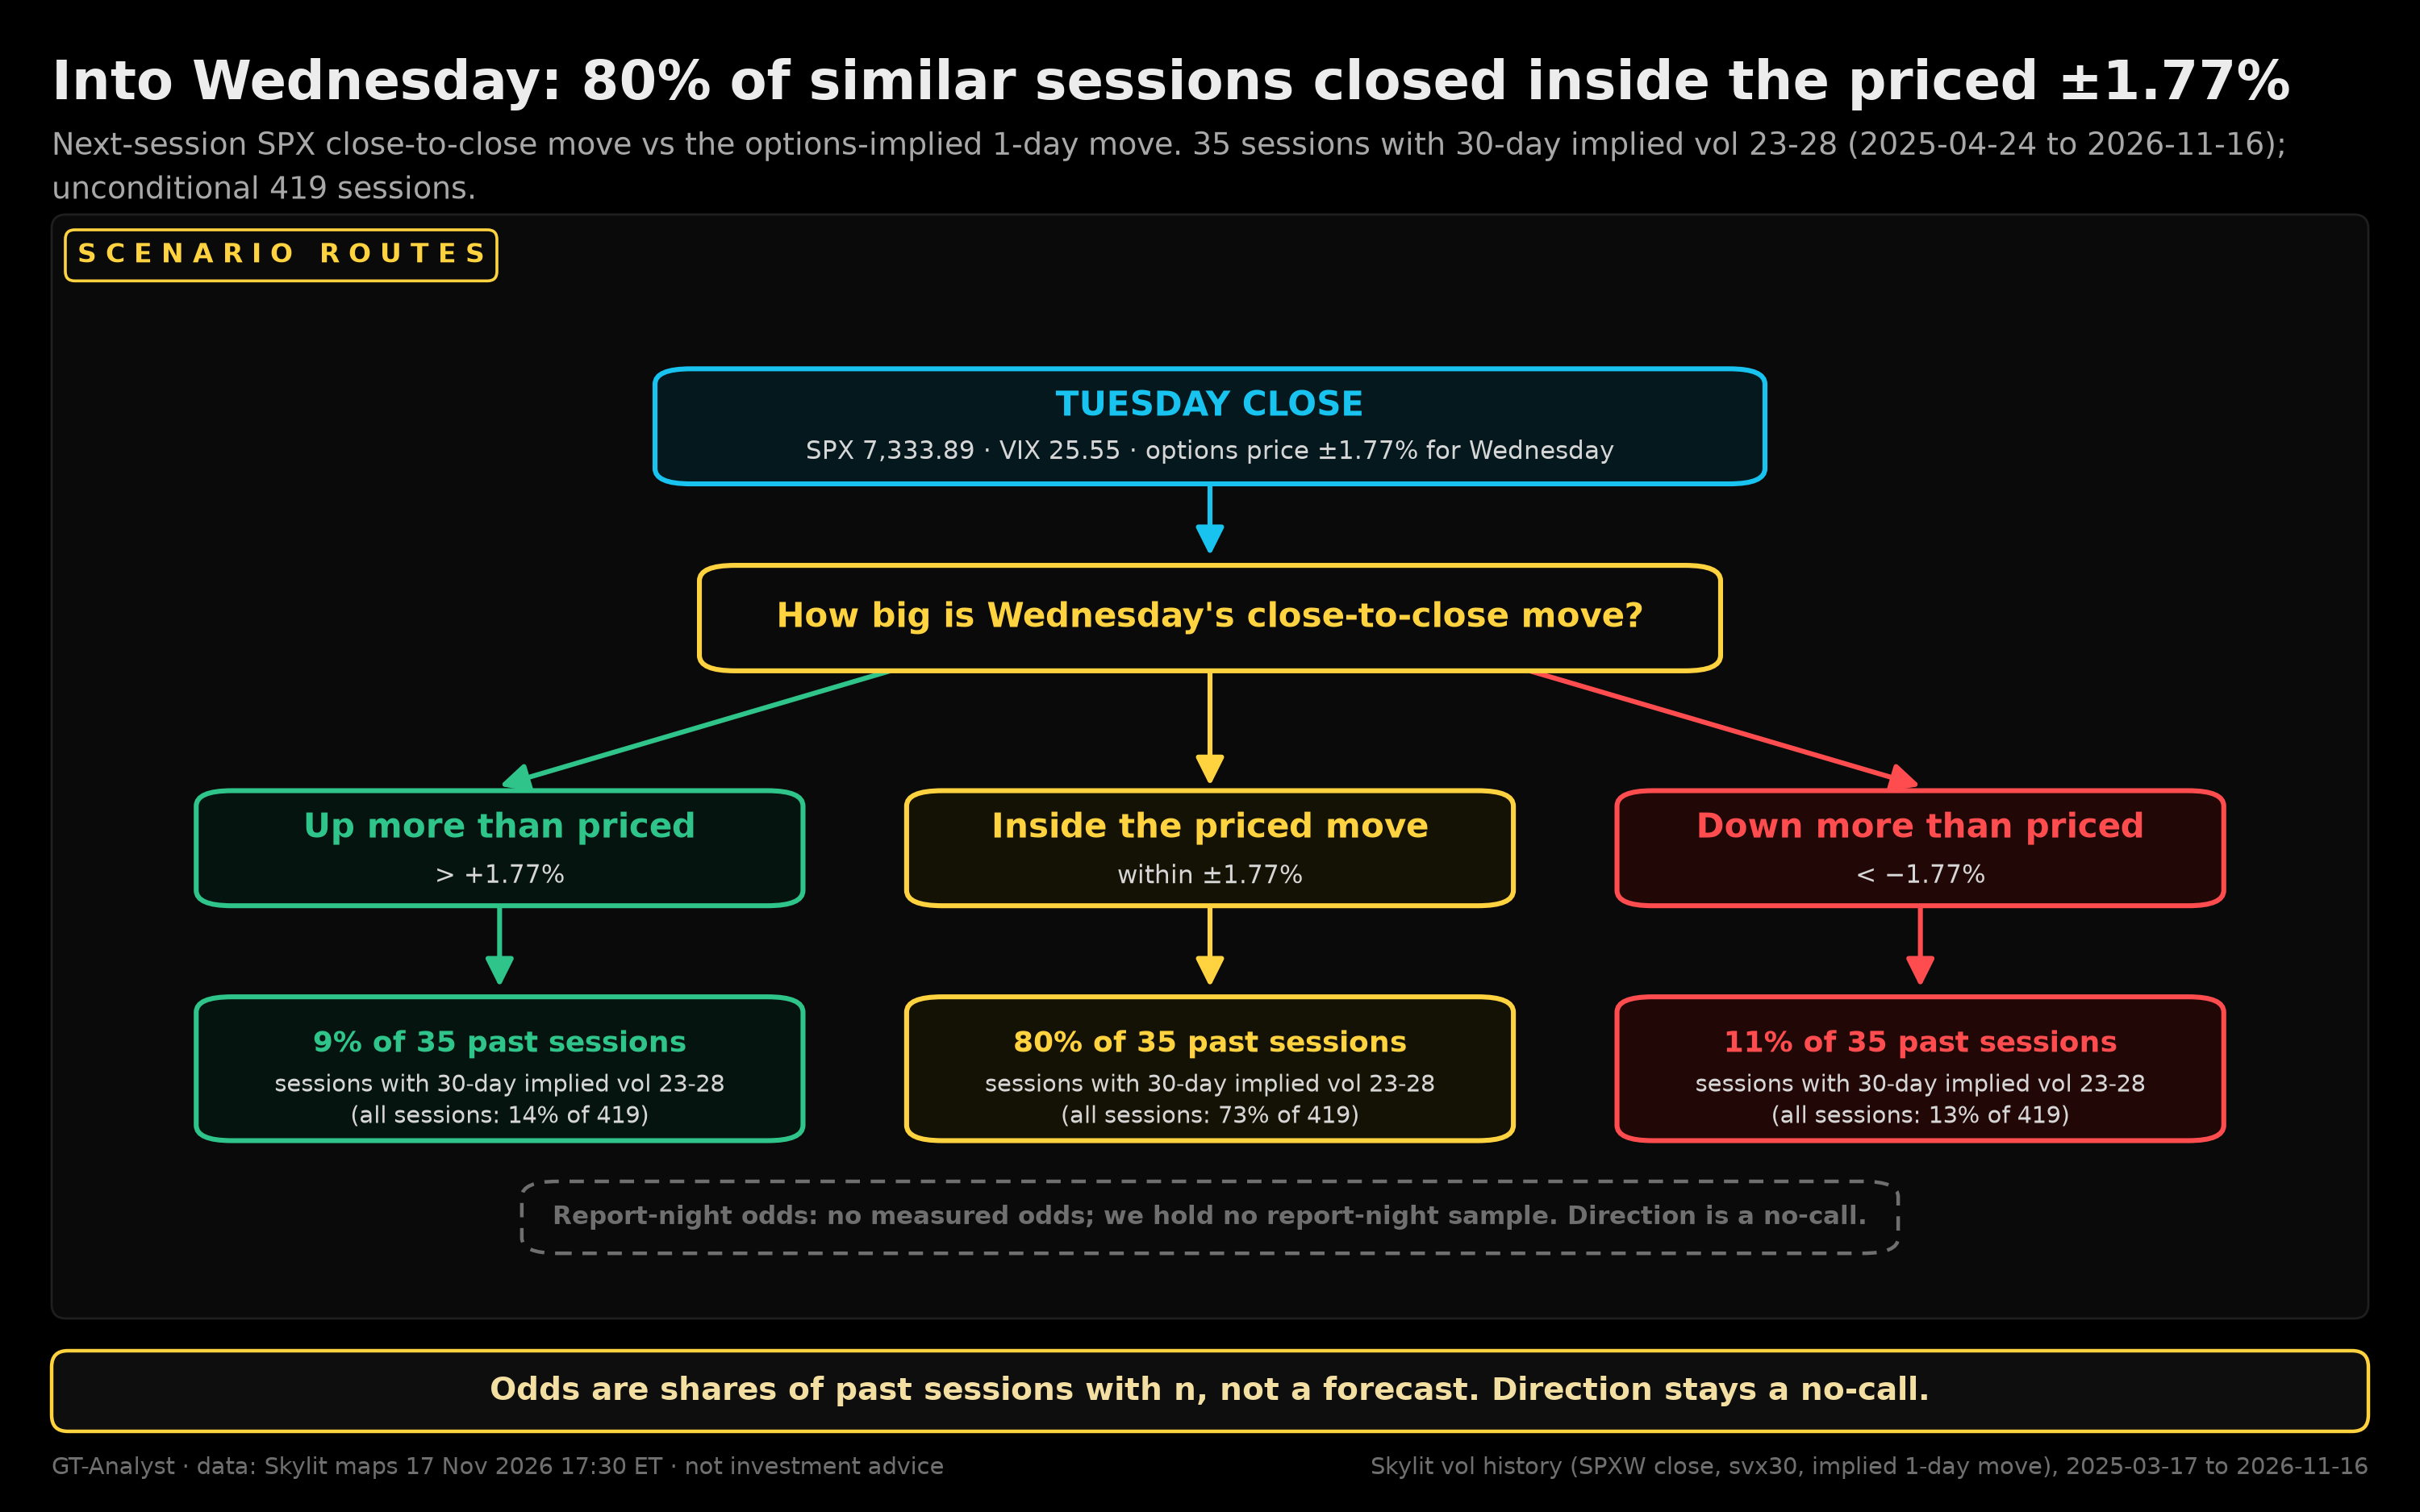 Into Wednesday: 80% of similar sessions closed inside the priced ±1.77%
Next-session SPX close-to-close move vs the options-implied 1-day move. 35 sessions with 30-day implied vol 23-28 (2025-04-24 to 2026-11-16);
unconditional 419 sessions.
SCENARIO ROUTES
TUESDAY CLOSE
SPX 7,333.89 · VIX 25.55 · options price ±1.77% for Wednesday
How big is Wednesday's close-to-close move?
Up more than priced
> +1.77%
Inside the priced move
within ±1.77%
Down more than priced
< −1.77%
9% of 35 past sessions
sessions with 30-day implied vol 23-28
(all sessions: 14% of 419)
80% of 35 past sessions
sessions with 30-day implied vol 23-28
(all sessions: 73% of 419)
11% of 35 past sessions
sessions with 30-day implied vol 23-28
(all sessions: 13% of 419)
Report-night odds: no measured odds; we hold no report-night sample. Direction is a no-call.
Odds are shares of past sessions with n, not a forecast. Direction stays a no-call.
GT-Analyst · data: Skylit maps 17 Nov 2026 17:30 ET · not investment advice
Skylit vol history (SPXW close, svx30, implied 1-day move), 2025-03-17 to 2026-11-16